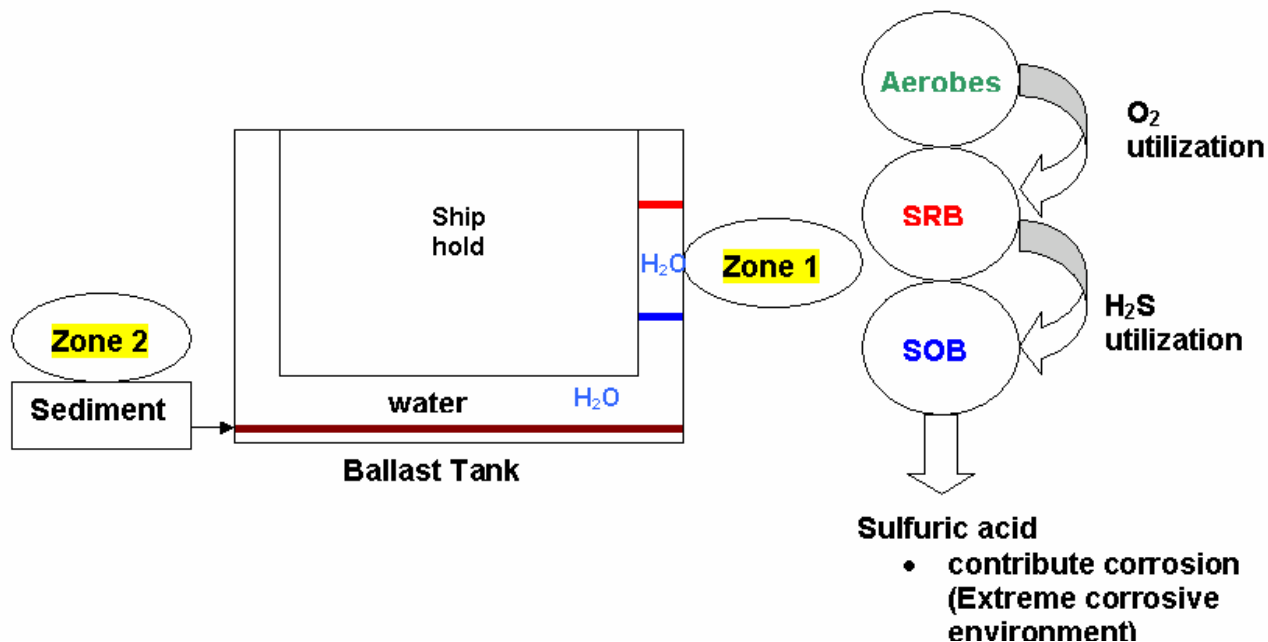 Aerobes
O₂
utilization
Ship
hold
SRB
H₂O
Zone 1
H₂S
utilization
Zone 2
SOB
Sediment
water
H₂O
Ballast Tank
Sulfuric acid
• contribute corrosion
(Extreme corrosive
environment)